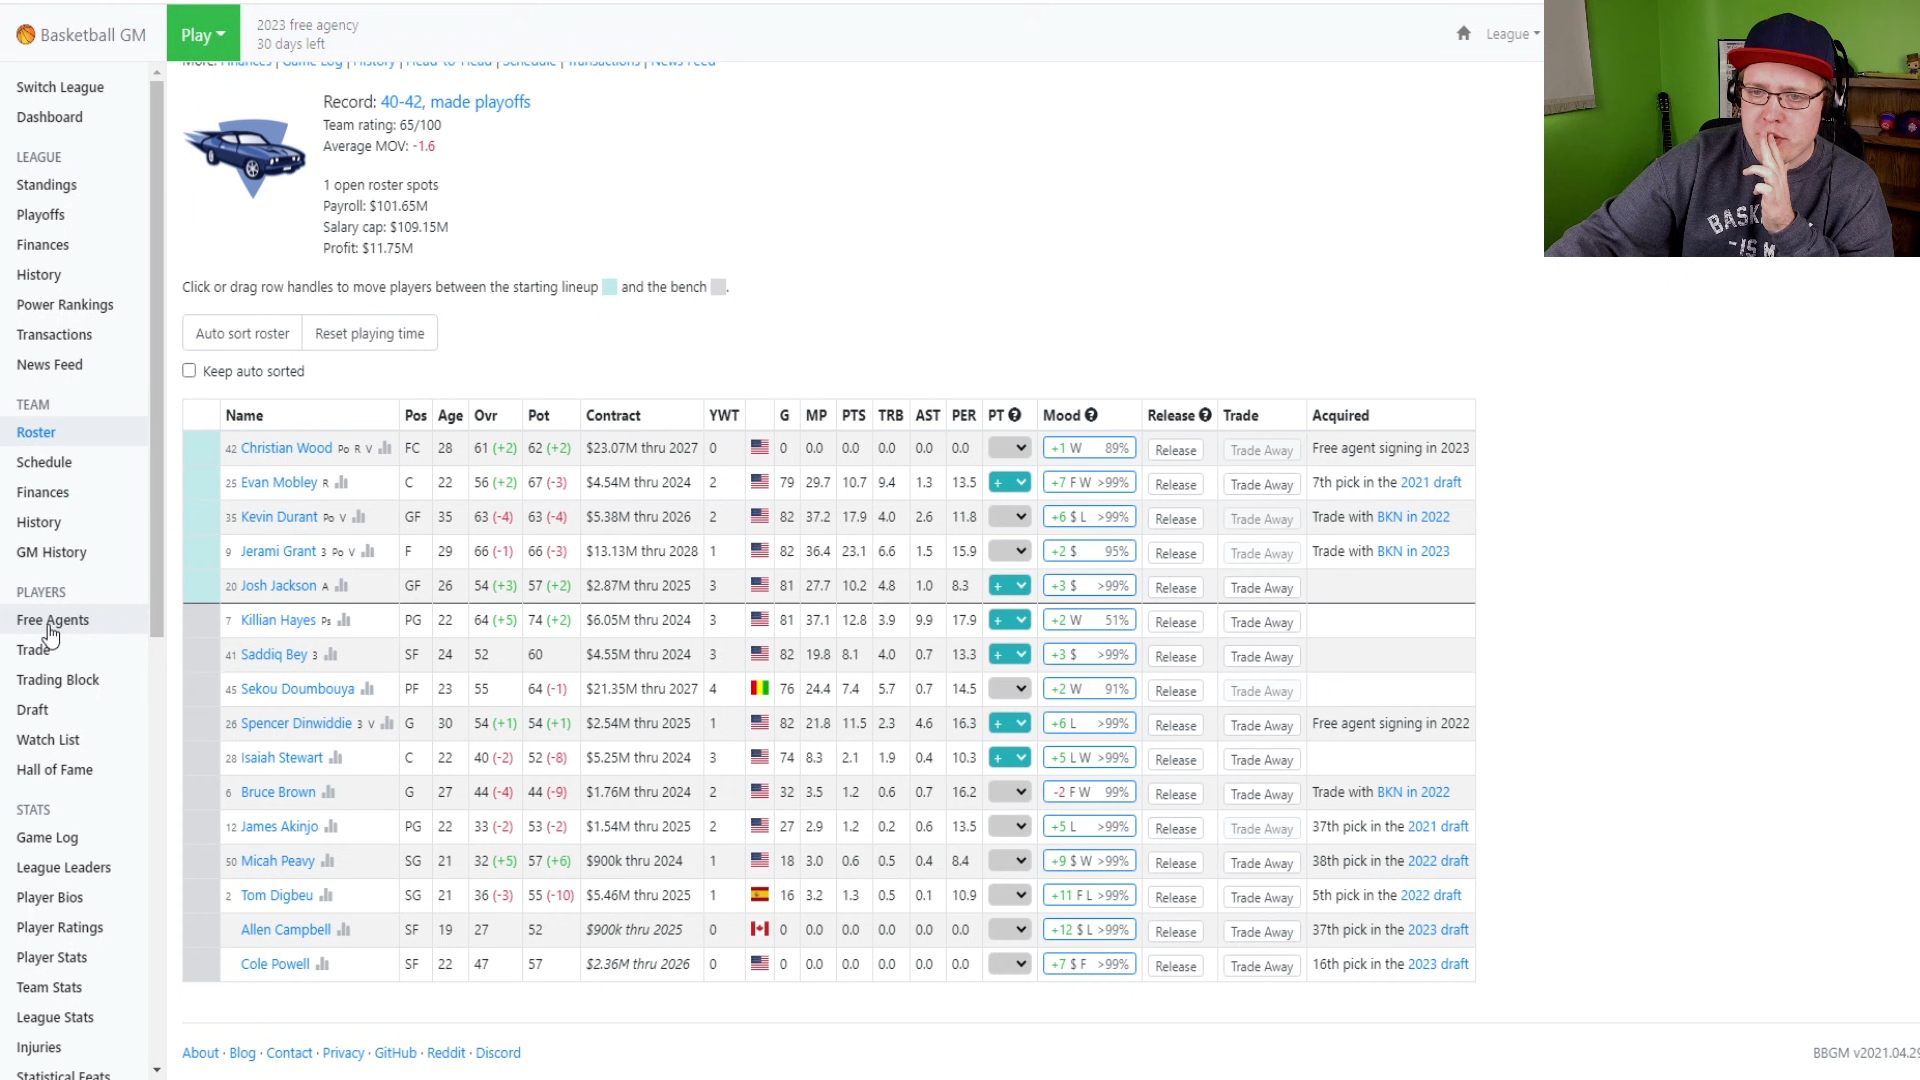 Basketball GM
Play
2023 free agency
30 days left
League
Switch League
Dashboard
LEAGUE
Standings
Playoffs
Finances
History
Power Rankings
Transactions
News Feed
TEAM
Roster
Schedule
Finances
History
GM History
PLAYERS
Free Agents
Trade
Trading Block
Draft
Watch List
Hall of Fame
STATS
Game Log
League Leaders
Player Bios
Player Ratings
Player Stats
Team Stats
League Stats
Injuries
Statistical Feats
More: Finances | Game Log | History | Head-to-Head | Schedule | Transactions | News Feed
Record: 40-42, made playoffs
Team rating: 65/100
Average MOV: -1.6
1 open roster spots
Payroll: $101.65M
Salary cap: $109.15M
Profit: $11.75M
Click or drag row handles to move players between the starting lineup and the bench .
Auto sort roster Reset playing time
Keep auto sorted
Name Pos Age Ovr Pot Contract YWT G MP PTS TRB AST PER PT ? Mood ? Release ? Trade Acquired
42 Christian Wood Po R V FC 28 61 (+2) 62 (+2) $23.07M thru 2027 0 0 0.0 0.0 0.0 0.0 0.0 +1 W 89% Release Trade Away Free agent signing in 2023
25 Evan Mobley R C 22 56 (+2) 67 (-3) $4.54M thru 2024 2 79 29.7 10.7 9.4 1.3 13.5 + +7 F W >99% Release Trade Away 7th pick in the 2021 draft
35 Kevin Durant Po V GF 35 63 (-4) 63 (-4) $5.38M thru 2026 2 82 37.2 17.9 4.0 2.6 11.8 +6 $ L >99% Release Trade Away Trade with BKN in 2022
9 Jerami Grant 3 Po V F 29 66 (-1) 66 (-3) $13.13M thru 2028 1 82 36.4 23.1 6.6 1.5 15.9 +2 $ 95% Release Trade Away Trade with BKN in 2023
20 Josh Jackson A GF 26 54 (+3) 57 (+2) $2.87M thru 2025 3 81 27.7 10.2 4.8 1.0 8.3 + +3 $ >99% Release Trade Away
7 Killian Hayes Ps PG 22 64 (+5) 74 (+2) $6.05M thru 2024 3 81 37.1 12.8 3.9 9.9 17.9 + +2 W 51% Release Trade Away
41 Saddiq Bey 3 SF 24 52 60 $4.55M thru 2024 3 82 19.8 8.1 4.0 0.7 13.3 + +3 $ >99% Release Trade Away
45 Sekou Doumbouya PF 23 55 64 (-1) $21.35M thru 2027 4 76 24.4 7.4 5.7 0.7 14.5 +2 W 91% Release Trade Away
26 Spencer Dinwiddie 3 V G 30 54 (+1) 54 (+1) $2.54M thru 2025 1 82 21.8 11.5 2.3 4.6 16.3 + +6 L >99% Release Trade Away Free agent signing in 2022
28 Isaiah Stewart C 22 40 (-2) 52 (-8) $5.25M thru 2024 3 74 8.3 2.1 1.9 0.4 10.3 + +5 L W >99% Release Trade Away
6 Bruce Brown G 27 44 (-4) 44 (-9) $1.76M thru 2024 2 32 3.5 1.2 0.6 0.7 16.2 -2 F W 99% Release Trade Away Trade with BKN in 2022
12 James Akinjo PG 22 33 (-2) 53 (-2) $1.54M thru 2025 2 27 2.9 1.2 0.2 0.6 13.5 +5 L >99% Release Trade Away 37th pick in the 2021 draft
50 Micah Peavy SG 21 32 (+5) 57 (+6) $900k thru 2024 1 18 3.0 0.6 0.5 0.4 8.4 +9 $ W >99% Release Trade Away 38th pick in the 2022 draft
2 Tom Digbeu SG 21 36 (-3) 55 (-10) $5.46M thru 2025 1 16 3.2 1.3 0.5 0.1 10.9 +11 F L >99% Release Trade Away 5th pick in the 2022 draft
Allen Campbell SF 19 27 52 $900k thru 2025 0 0 0.0 0.0 0.0 0.0 0.0 +12 $ L >99% Release Trade Away 37th pick in the 2023 draft
Cole Powell SF 22 47 57 $2.36M thru 2026 0 0 0.0 0.0 0.0 0.0 0.0 +7 $ F >99% Release Trade Away 16th pick in the 2023 draft
About · Blog · Contact · Privacy · GitHub · Reddit · Discord
BBGM v2021.04.29